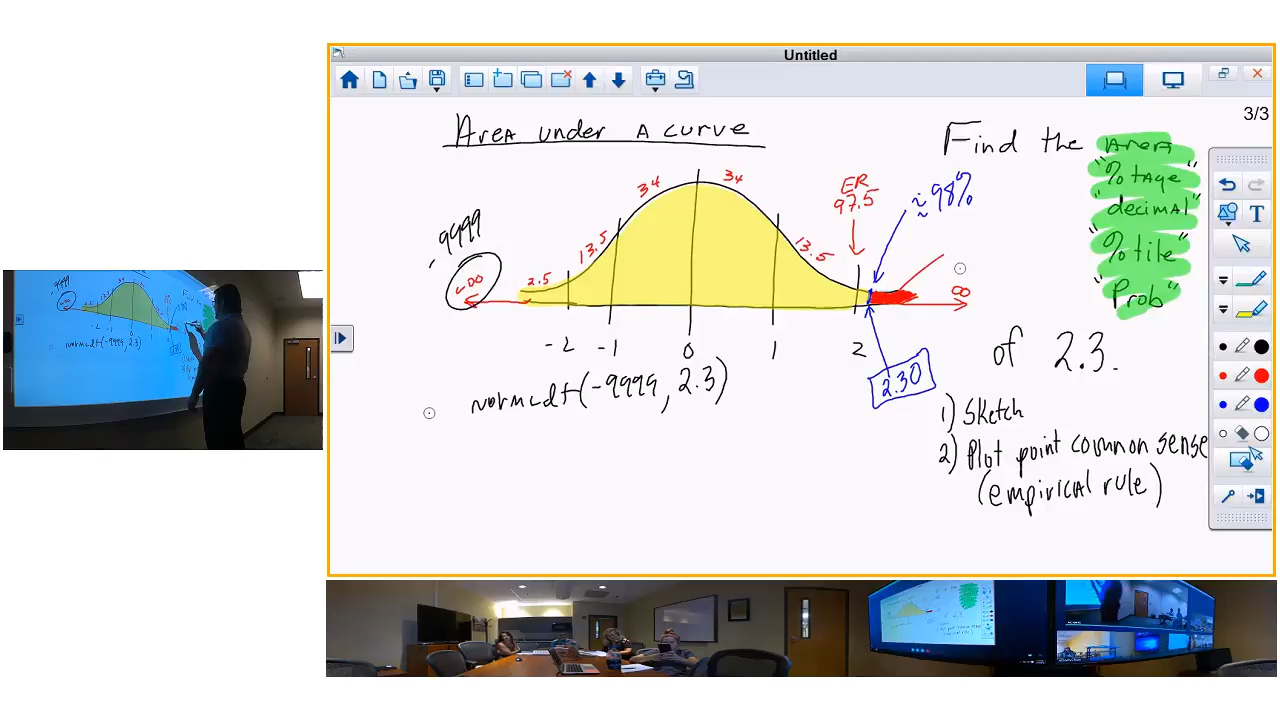 Untitled
3/3
Area under A curve
Find the Area
"%tage"
"decimal"
"%tile"
"Prob"
of 2.3.
34
34
ER
97.5
≈98%
-9999
13.5
13.5
2.5
-∞
∞
-2 -1 0 1 2
normcdf(-9999, 2.3)
2.30
1) Sketch
2) Plot point common sense
(empirical rule)
T